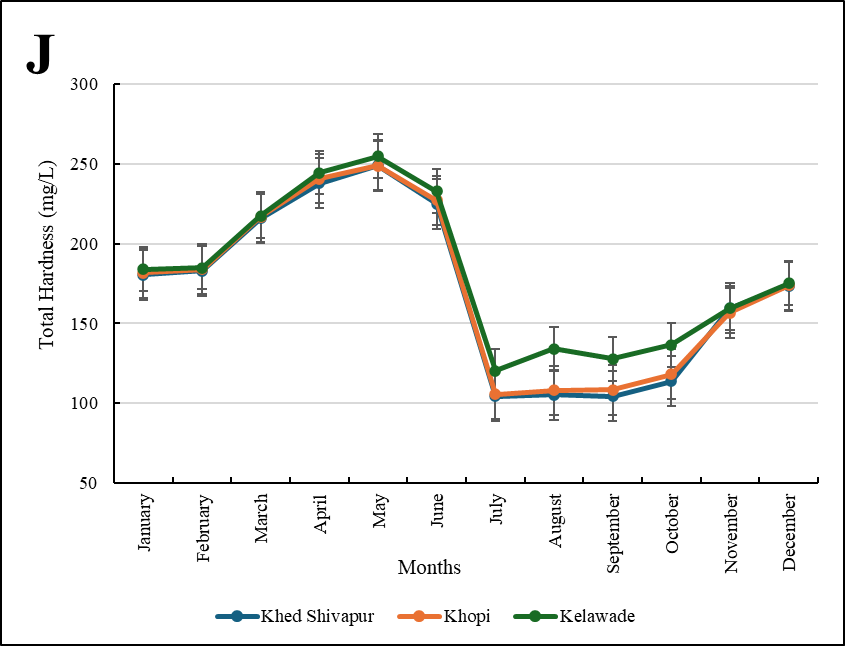 J
300
250
200
150
100
50
Total Hardness (mg/L)
January
February
March
April
May
June
July
August
September
October
November
December
Months
Khed Shivapur Khopi Kelawade